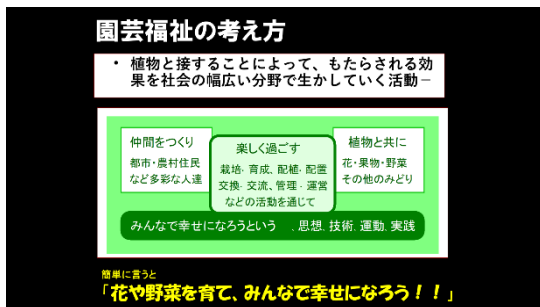 園芸福祉の考え方
・ 植物と接することによって、もたらされる効
果を社会の幅広い分野で生かしていく活動－
仲間をつくり
都市・農村住民
など多彩な人達
楽しく過ごす
栽培・育成、配植・配置
交換・交流、管理・運営
などの活動を通じて
植物と共に
花・果物・野菜
その他のみどり
みんなで幸せになろうという 、思想、技術、運動、実践
簡単に言うと
「花や野菜を育て、みんなで幸せになろう！！」